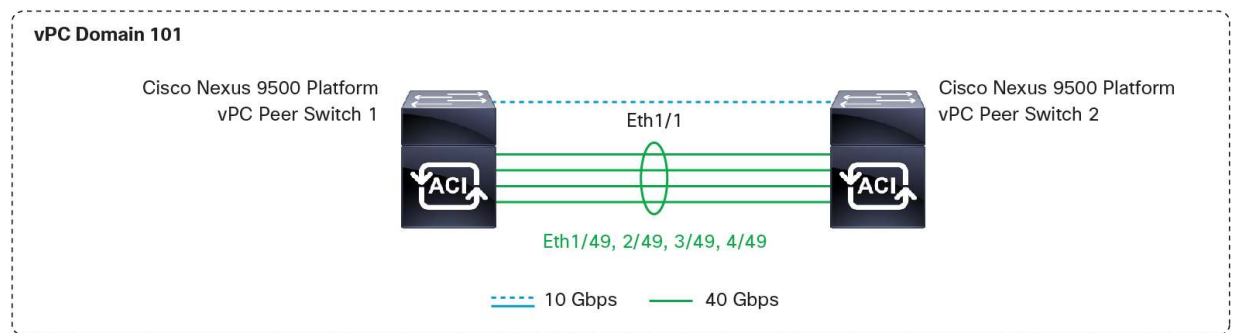 vPC Domain 101
Cisco Nexus 9500 Platform
vPC Peer Switch 1
Cisco Nexus 9500 Platform
vPC Peer Switch 2
Eth1/1
ACI
ACI
Eth1/49, 2/49, 3/49, 4/49
10 Gbps
40 Gbps